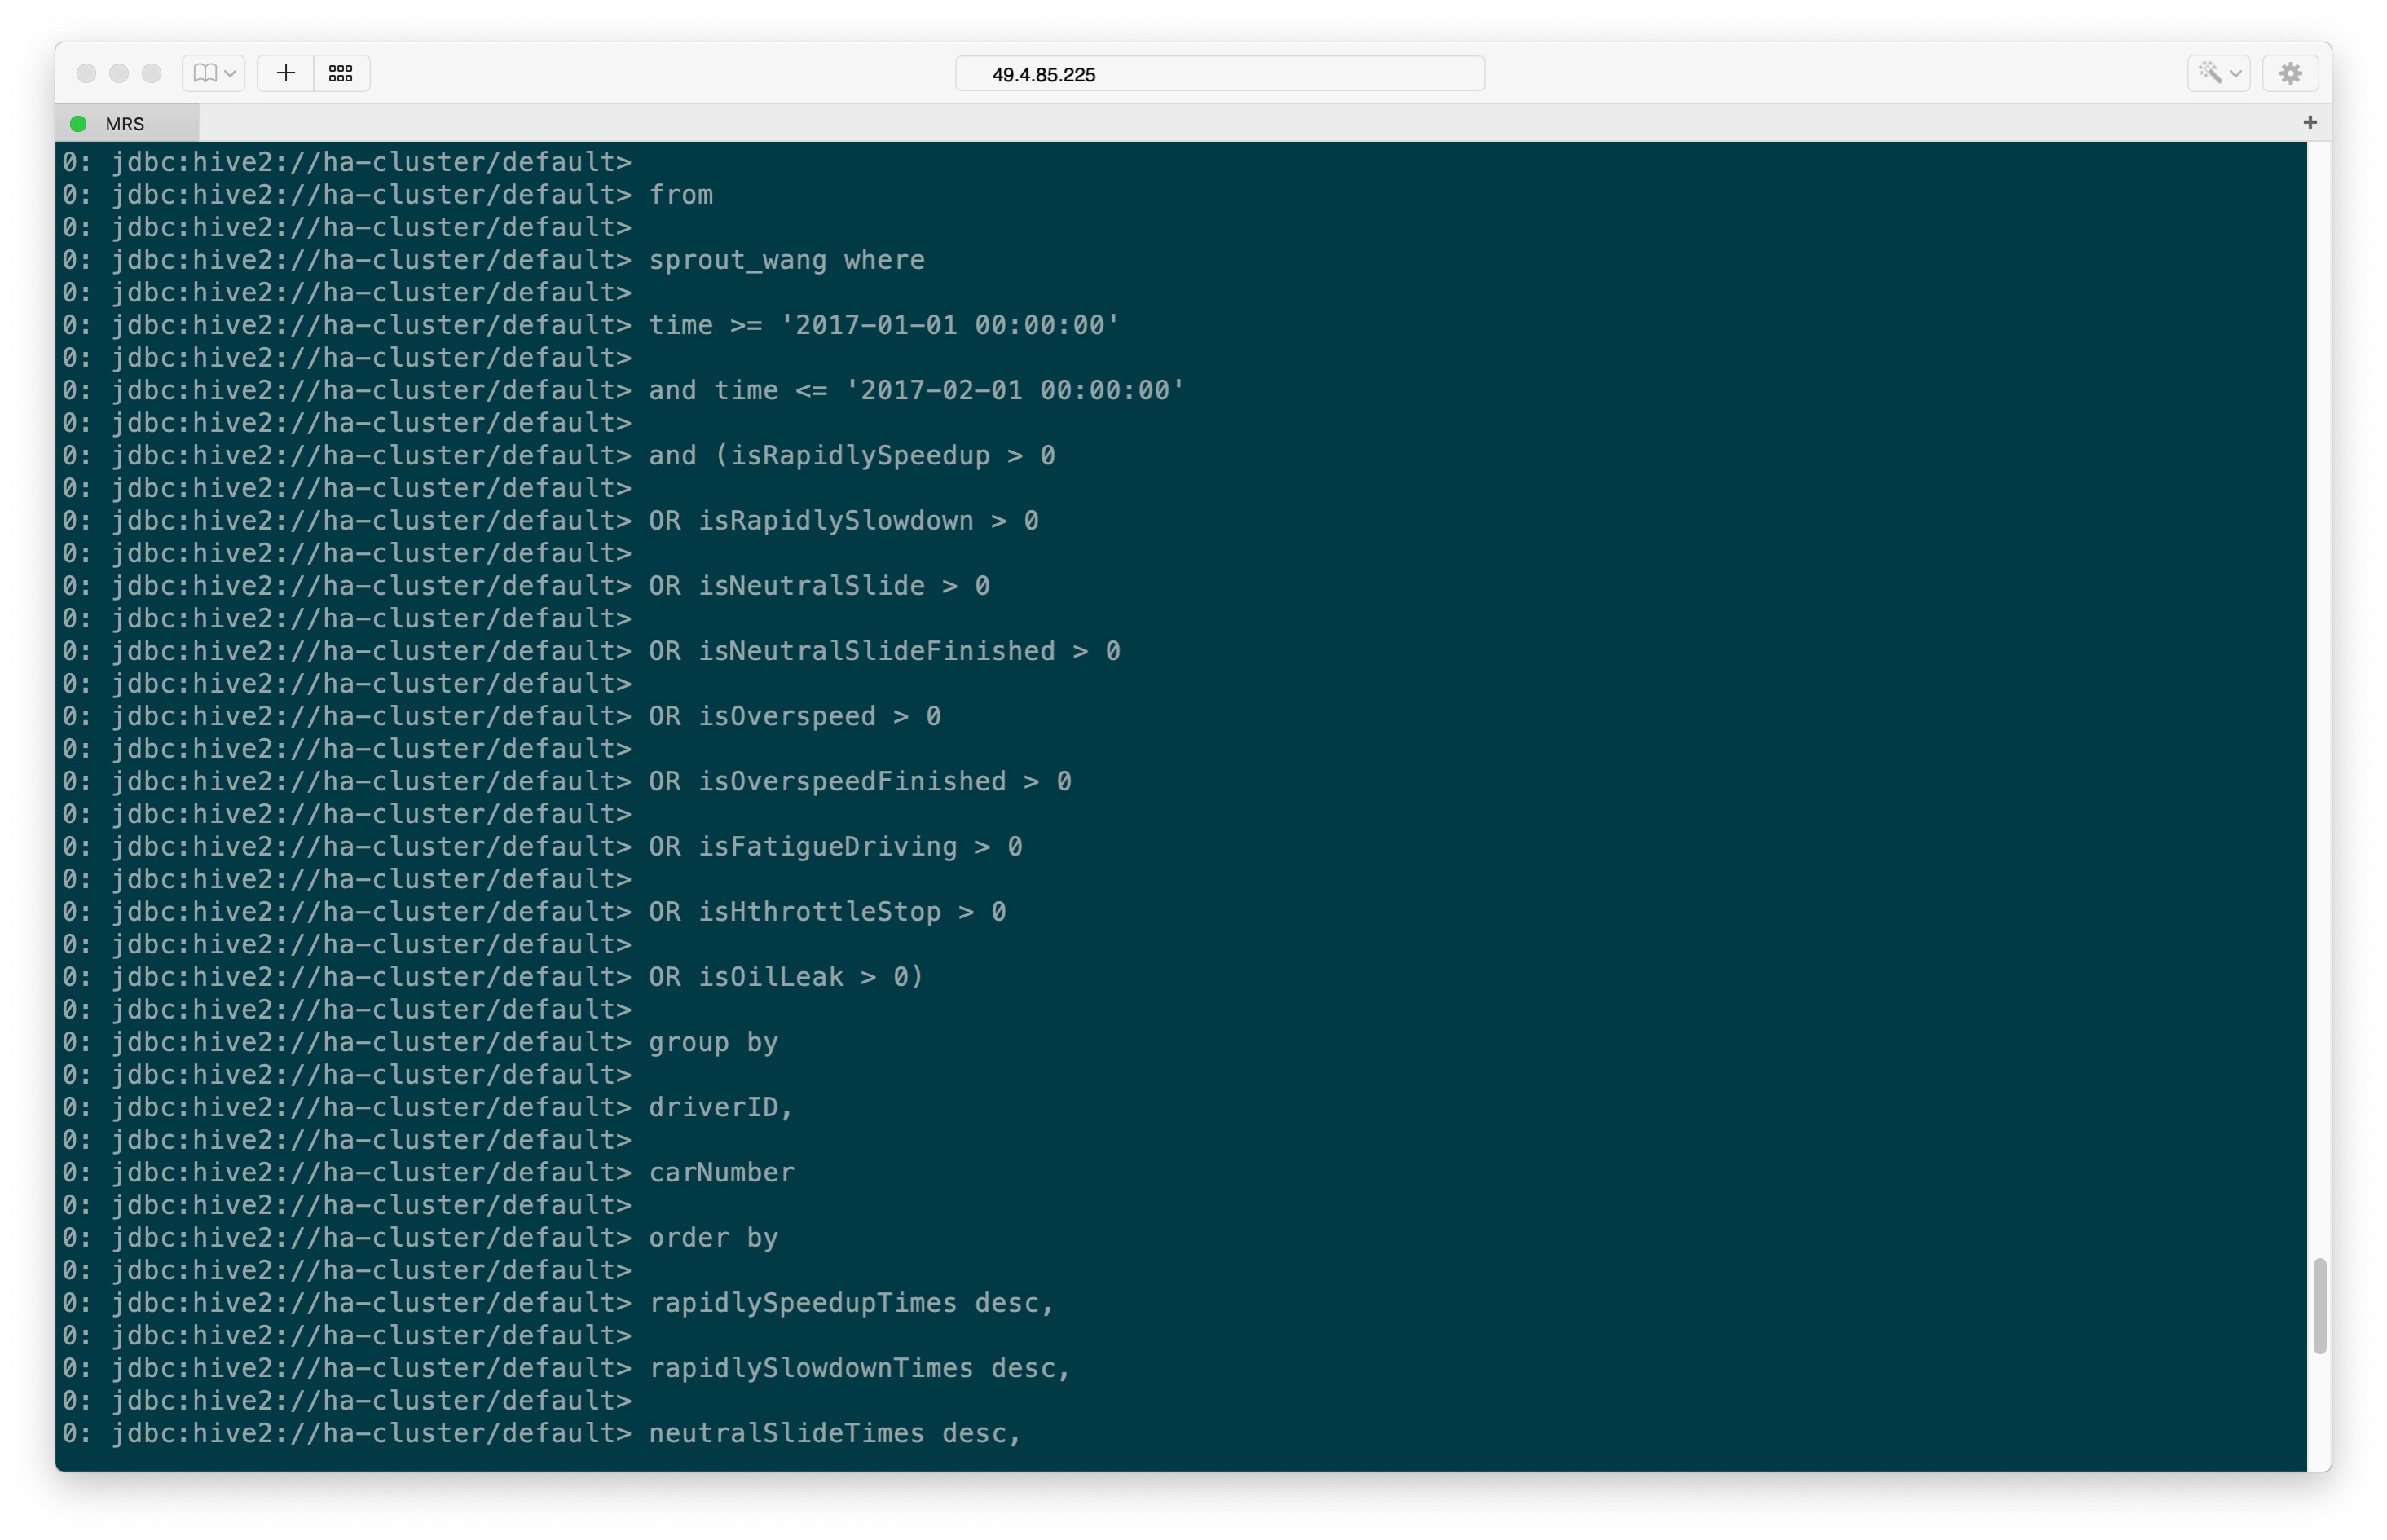 49.4.85.225
MRS
0: jdbc:hive2://ha-cluster/default>
0: jdbc:hive2://ha-cluster/default> from
0: jdbc:hive2://ha-cluster/default>
0: jdbc:hive2://ha-cluster/default> sprout_wang where
0: jdbc:hive2://ha-cluster/default>
0: jdbc:hive2://ha-cluster/default> time >= '2017-01-01 00:00:00'
0: jdbc:hive2://ha-cluster/default>
0: jdbc:hive2://ha-cluster/default> and time <= '2017-02-01 00:00:00'
0: jdbc:hive2://ha-cluster/default>
0: jdbc:hive2://ha-cluster/default> and (isRapidlySpeedup > 0
0: jdbc:hive2://ha-cluster/default>
0: jdbc:hive2://ha-cluster/default> OR isRapidlySlowdown > 0
0: jdbc:hive2://ha-cluster/default>
0: jdbc:hive2://ha-cluster/default> OR isNeutralSlide > 0
0: jdbc:hive2://ha-cluster/default>
0: jdbc:hive2://ha-cluster/default> OR isNeutralSlideFinished > 0
0: jdbc:hive2://ha-cluster/default>
0: jdbc:hive2://ha-cluster/default> OR isOverspeed > 0
0: jdbc:hive2://ha-cluster/default>
0: jdbc:hive2://ha-cluster/default> OR isOverspeedFinished > 0
0: jdbc:hive2://ha-cluster/default>
0: jdbc:hive2://ha-cluster/default> OR isFatigueDriving > 0
0: jdbc:hive2://ha-cluster/default>
0: jdbc:hive2://ha-cluster/default> OR isHthrottleStop > 0
0: jdbc:hive2://ha-cluster/default>
0: jdbc:hive2://ha-cluster/default> OR isOilLeak > 0)
0: jdbc:hive2://ha-cluster/default>
0: jdbc:hive2://ha-cluster/default> group by
0: jdbc:hive2://ha-cluster/default>
0: jdbc:hive2://ha-cluster/default> driverID,
0: jdbc:hive2://ha-cluster/default>
0: jdbc:hive2://ha-cluster/default> carNumber
0: jdbc:hive2://ha-cluster/default>
0: jdbc:hive2://ha-cluster/default> order by
0: jdbc:hive2://ha-cluster/default>
0: jdbc:hive2://ha-cluster/default> rapidlySpeedupTimes desc,
0: jdbc:hive2://ha-cluster/default>
0: jdbc:hive2://ha-cluster/default> rapidlySlowdownTimes desc,
0: jdbc:hive2://ha-cluster/default>
0: jdbc:hive2://ha-cluster/default> neutralSlideTimes desc,